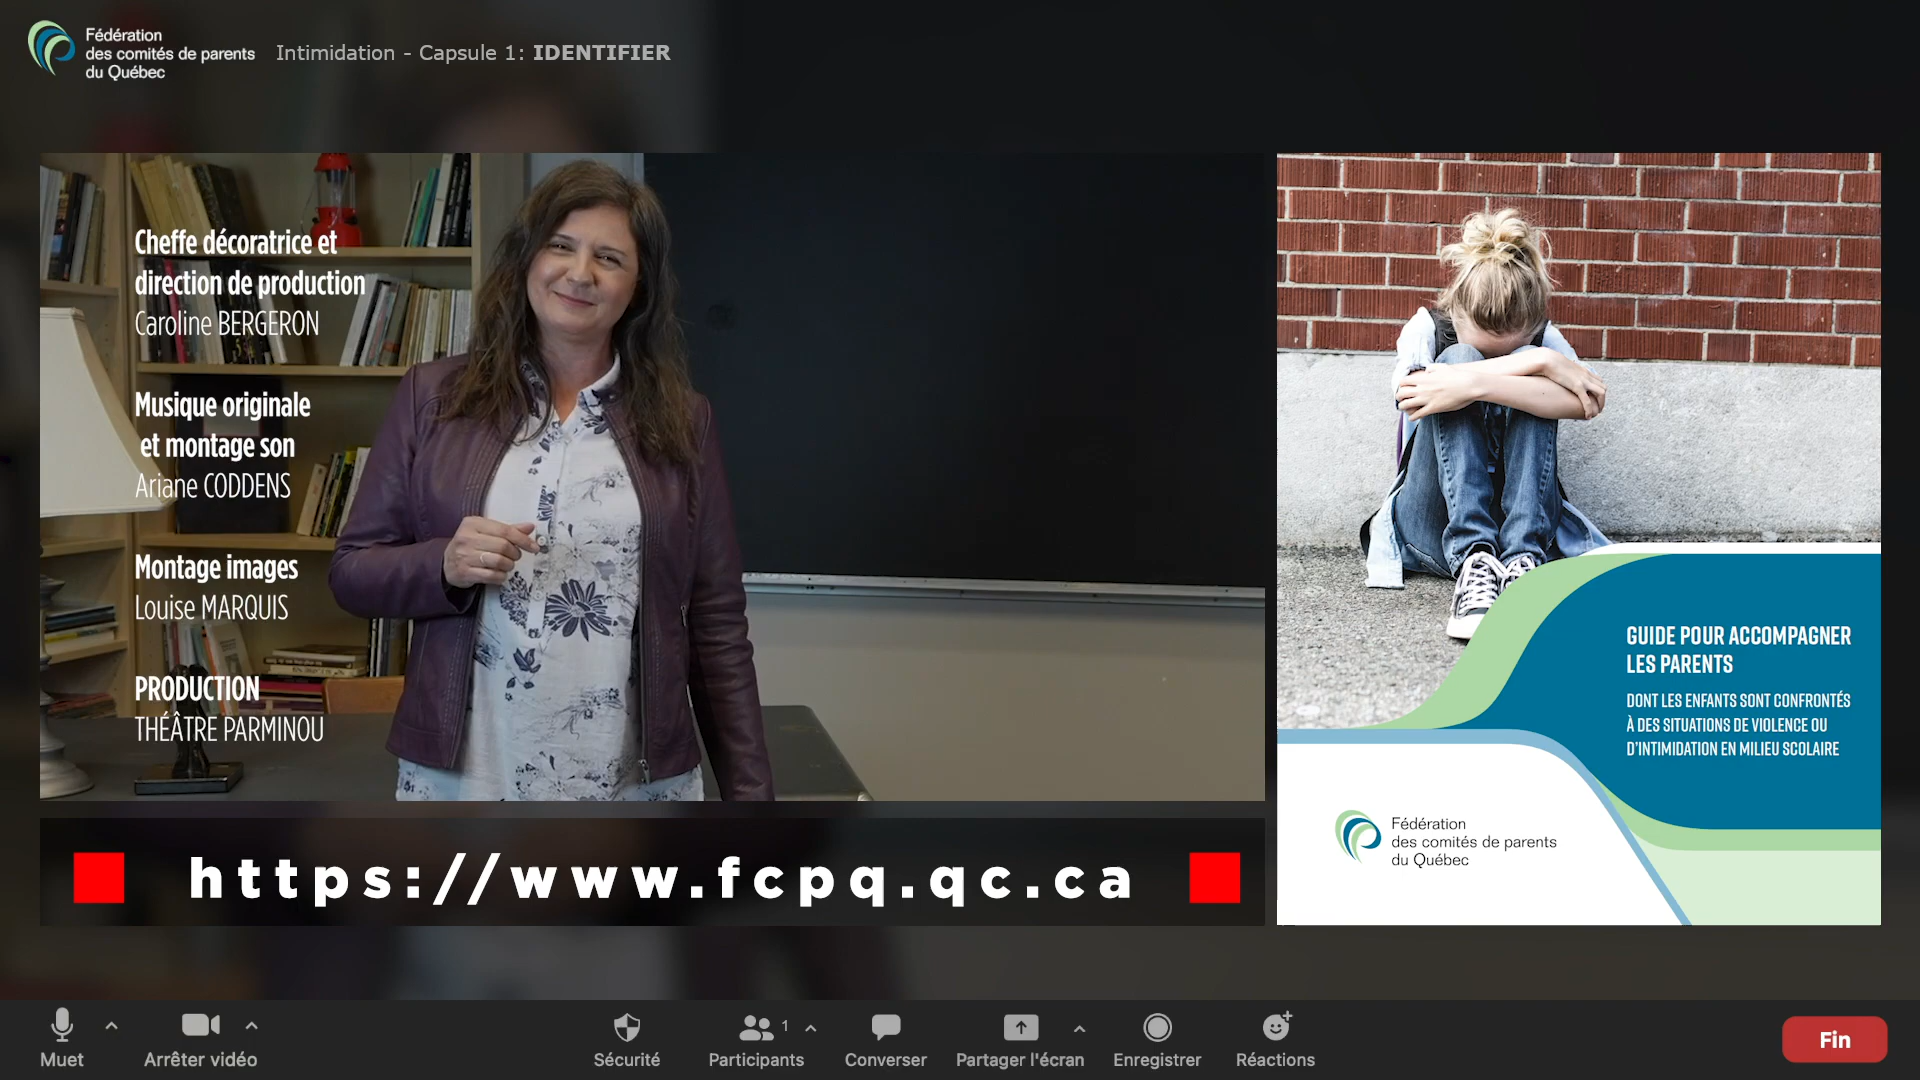 Fédération
des comités de parents
du Québec
Intimidation - Capsule 1: IDENTIFIER
Cheffe décoratrice et
direction de production
Caroline BERGERON
Musique originale
et montage son
Ariane CODDENS
Montage images
Louise MARQUIS
PRODUCTION
THÉÂTRE PARMINOU
https://www.fcpq.qc.ca
GUIDE POUR ACCOMPAGNER
LES PARENTS
DONT LES ENFANTS SONT CONFRONTÉS
À DES SITUATIONS DE VIOLENCE OU
D'INTIMIDATION EN MILIEU SCOLAIRE
Fédération
des comités de parents
du Québec
Muet
Arrêter vidéo
Sécurité
1
Participants
Converser
Partager l'écran
Enregistrer
Réactions
Fin